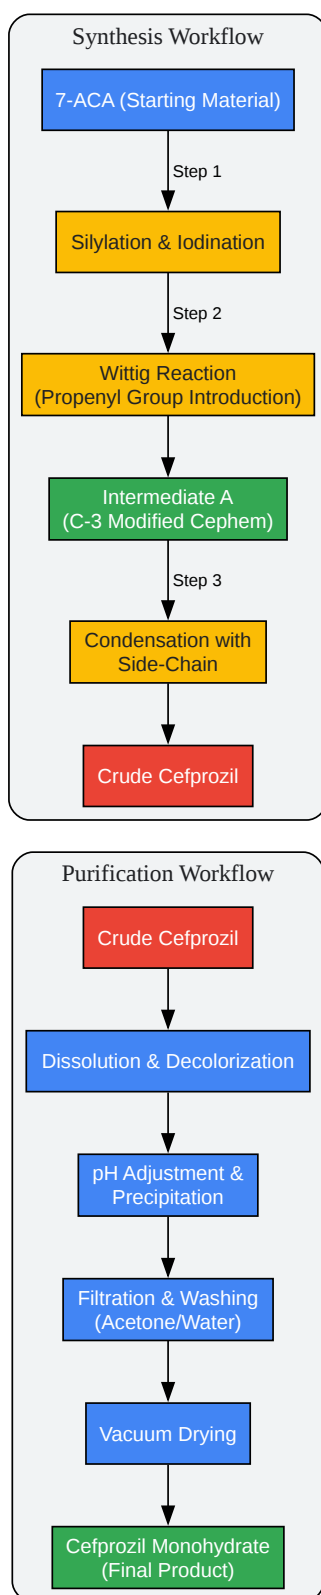 Synthesis Workflow
7-ACA (Starting Material)
Step 1
Silylation & Iodination
Step 2
Wittig Reaction
(Propenyl Group Introduction)
Intermediate A
(C-3 Modified Cephem)
Step 3
Condensation with
Side-Chain
Crude Cefprozil
Purification Workflow
Crude Cefprozil
Dissolution & Decolorization
pH Adjustment &
Precipitation
Filtration & Washing
(Acetone/Water)
Vacuum Drying
Cefprozil Monohydrate
(Final Product)